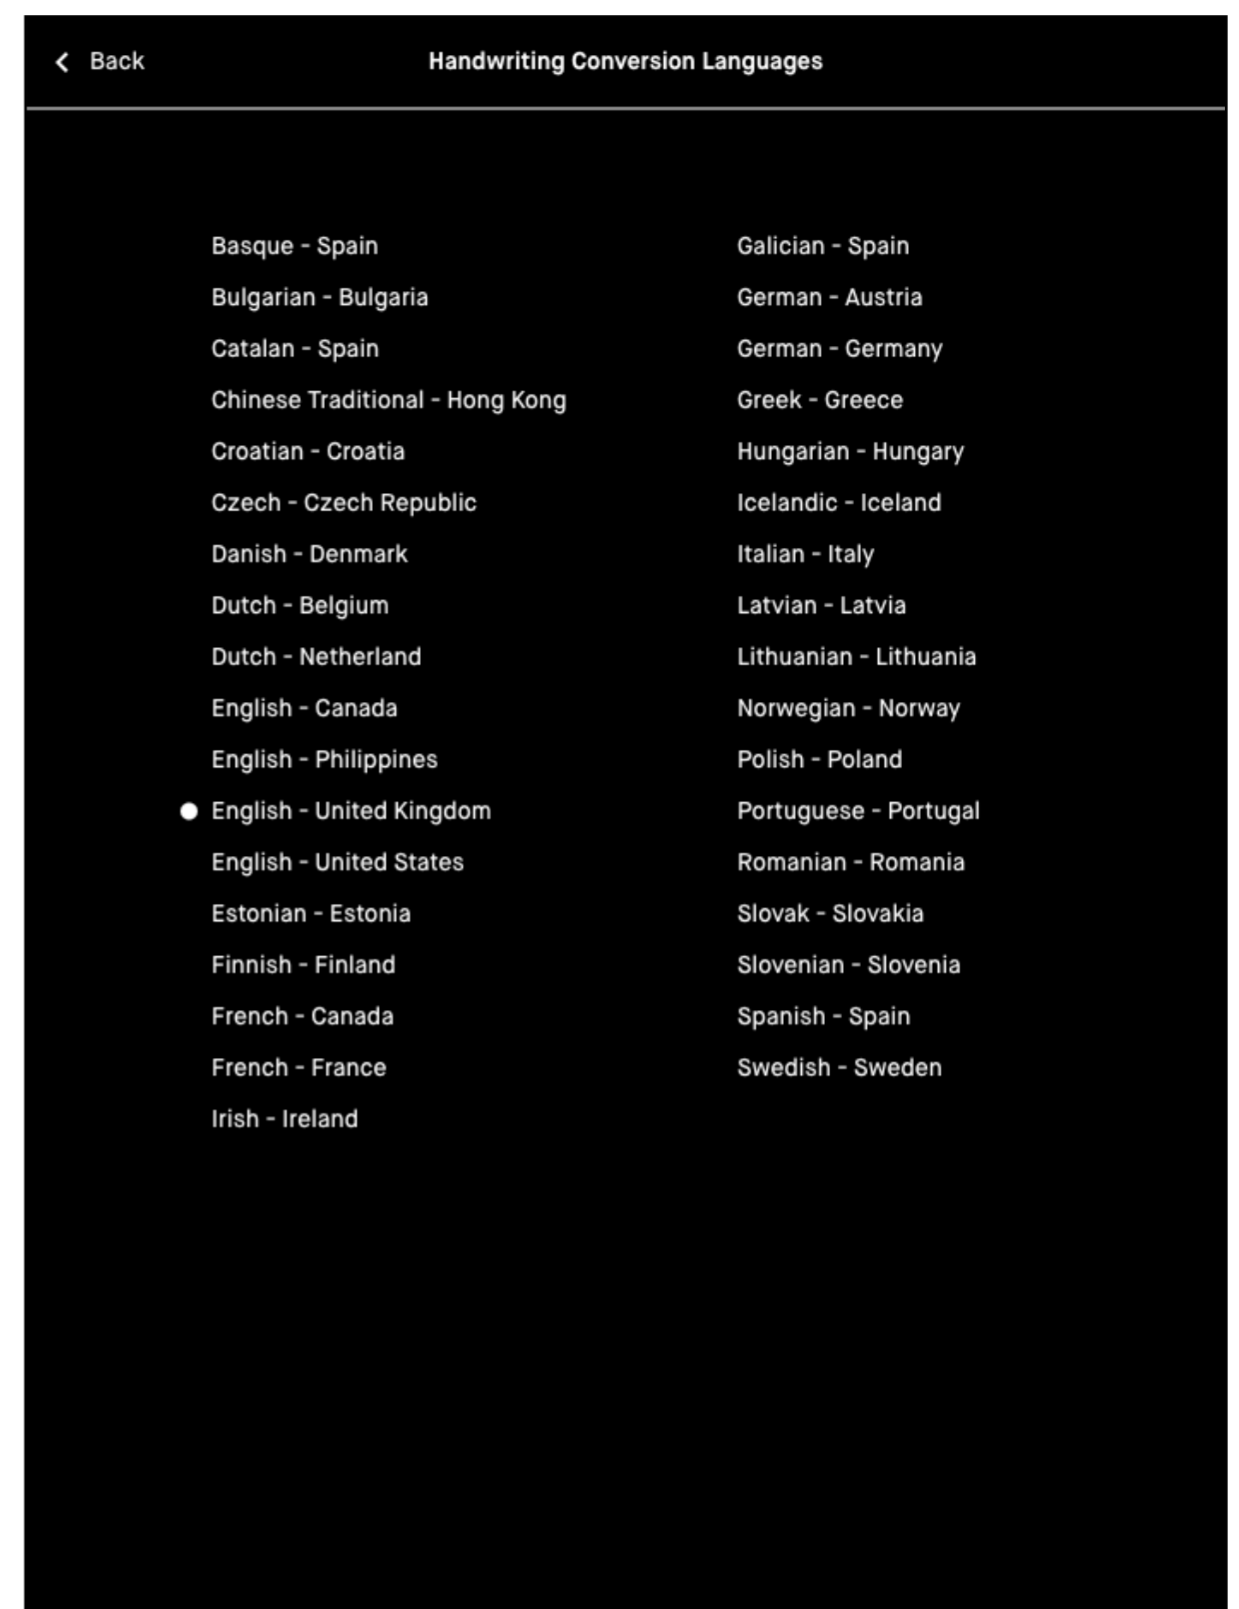 Back
Handwriting Conversion Languages
Basque - Spain
Bulgarian - Bulgaria
Catalan - Spain
Chinese Traditional - Hong Kong
Croatian - Croatia
Czech - Czech Republic
Danish - Denmark
Dutch - Belgium
Dutch - Netherland
English - Canada
English - Philippines
English - United Kingdom
English - United States
Estonian - Estonia
Finnish - Finland
French - Canada
French - France
Irish - Ireland
Galician - Spain
German - Austria
German - Germany
Greek - Greece
Hungarian - Hungary
Icelandic - Iceland
Italian - Italy
Latvian - Latvia
Lithuanian - Lithuania
Norwegian - Norway
Polish - Poland
Portuguese - Portugal
Romanian - Romania
Slovak - Slovakia
Slovenian - Slovenia
Spanish - Spain
Swedish - Sweden